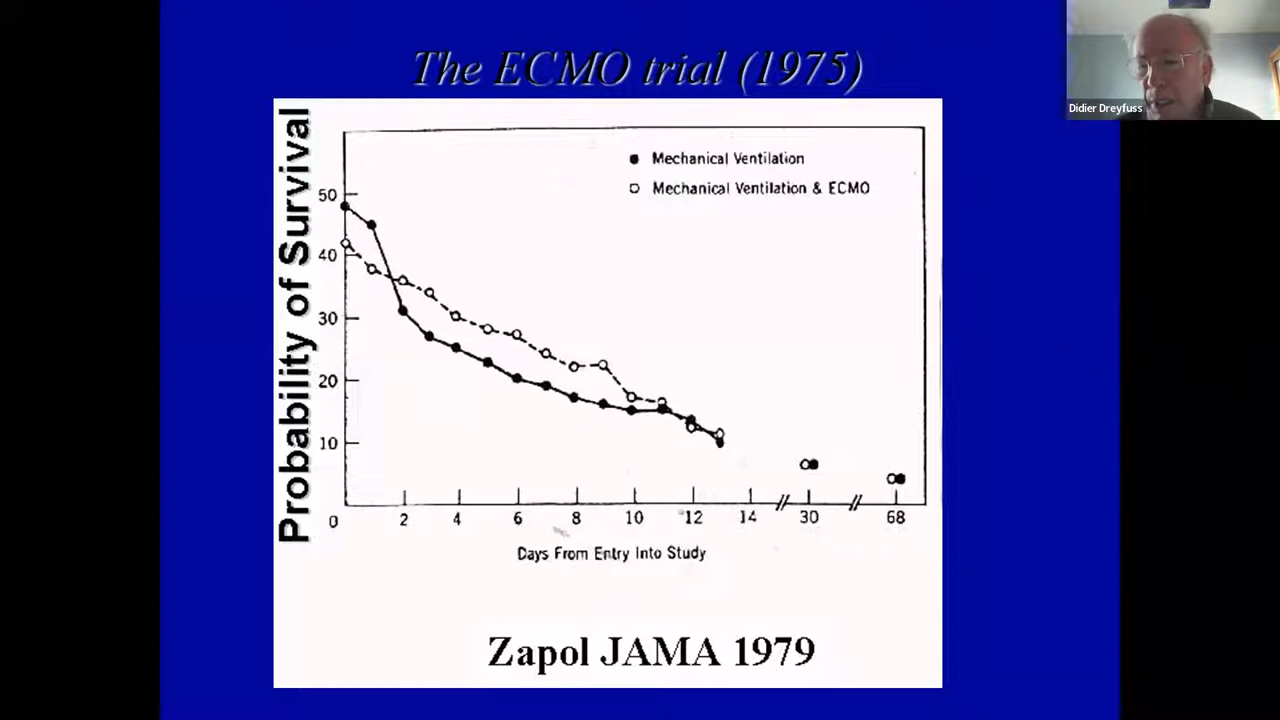 The ECMO trial (1975)
Didier Dreyfuss
Probability of Survival
Mechanical Ventilation
Mechanical Ventilation & ECMO
50
40
30
20
10
0
0 2 4 6 8 10 12 14 30 68
Days From Entry Into Study
Zapol JAMA 1979